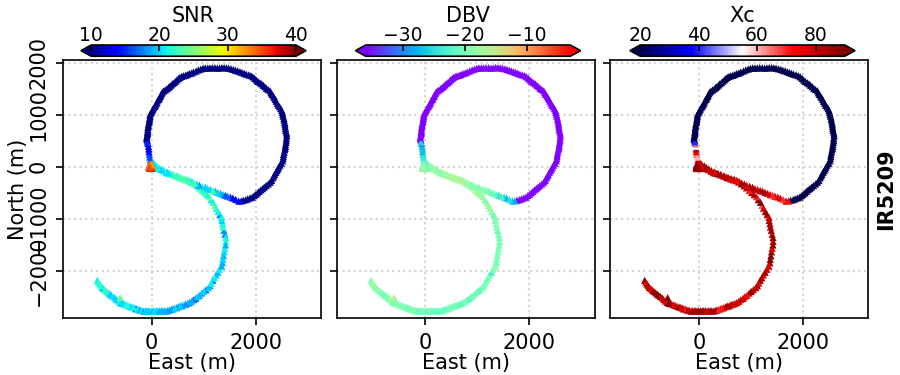 SNR
DBV
Xc
10 20 30 40
−30 −20 −10
20 40 60 80
North (m)
2000
1000
0
−1000
−2000
0 2000
0 2000
0 2000
East (m)
East (m)
East (m)
IR5209